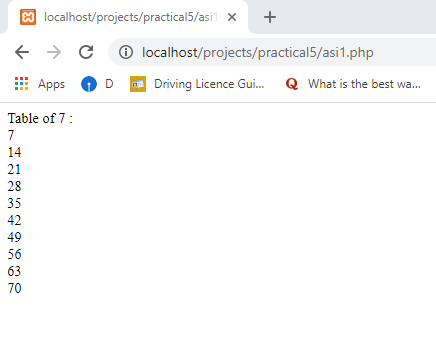 localhost/projects/practical5/asi1
localhost/projects/practical5/asi1.php
Apps D Driving Licence Gui... What is the best wa...
Table of 7 :
7
14
21
28
35
42
49
56
63
70